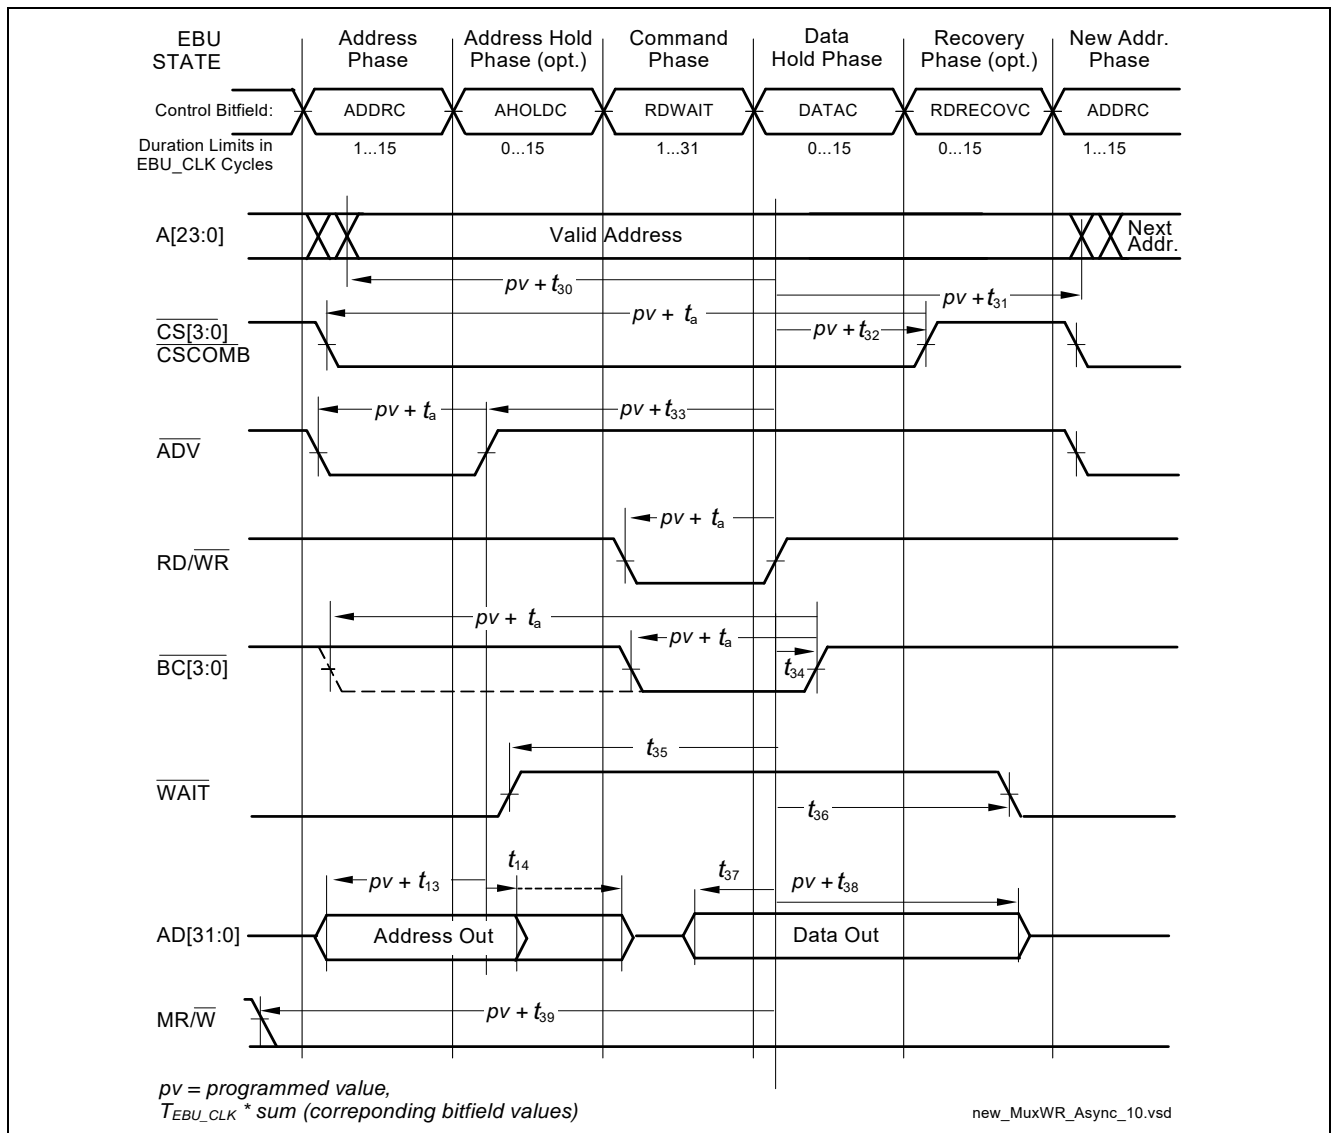 EBU STATE
Address Phase
Address Hold Phase (opt.)
Command Phase
Data Hold Phase
Recovery Phase (opt.)
New Addr. Phase
Control Bitfield: ADDRC AHOLDC RDWAIT DATAC RDRECOVC ADDRC
Duration Limits in EBU_CLK Cycles
1...15 0...15 1...31 0...15 0...15 1...15
A[23:0] Valid Address Next Addr.
pv + t30
pv + t31
pv + ta
pv + t32
CS[3:0]
CSCOMB
pv + ta pv + t33
ADV
pv + ta
RD/WR
pv + ta
pv + ta
t34
BC[3:0]
t35
WAIT
t36
pv + t13 t14 t37 pv + t38
AD[31:0] Address Out Data Out
MR/W pv + t39
pv = programmed value,
TEBU_CLK * sum (correponding bitfield values)
new_MuxWR_Async_10.vsd